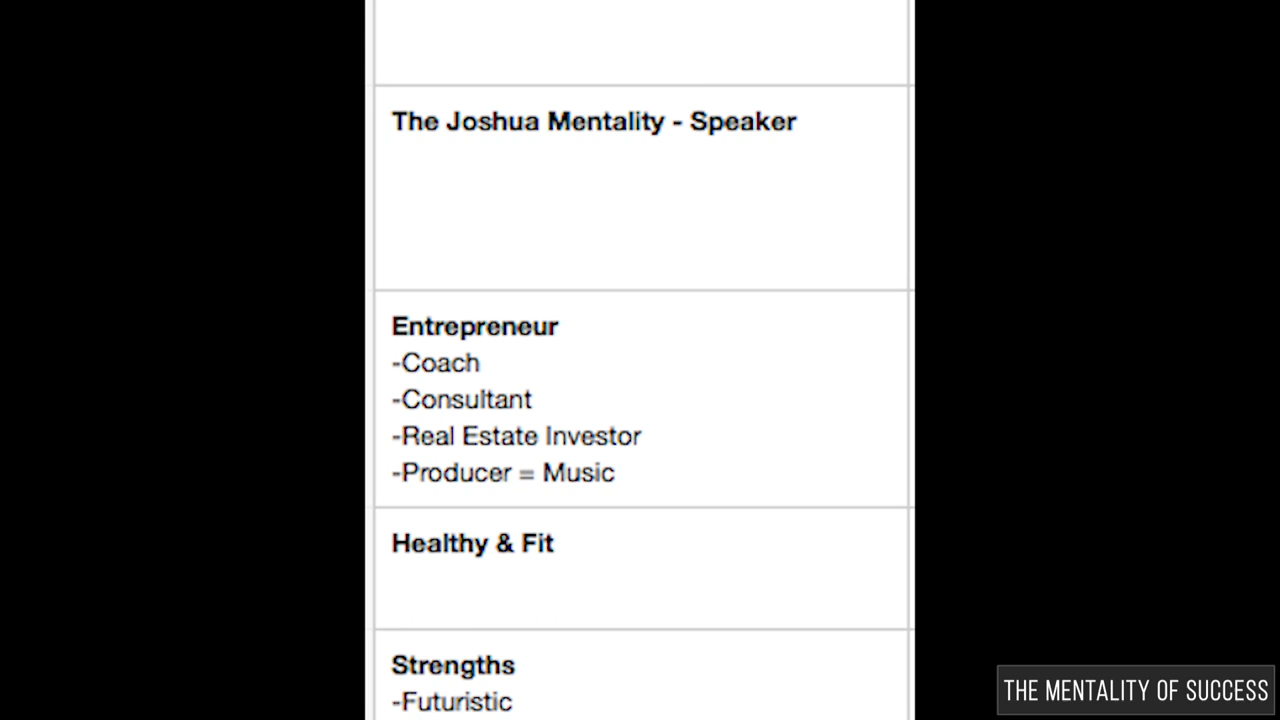 The Joshua Mentality - Speaker
Entrepreneur
-Coach
-Consultant
-Real Estate Investor
-Producer = Music
Healthy & Fit
Strengths
-Futuristic
THE MENTALITY OF SUCCESS